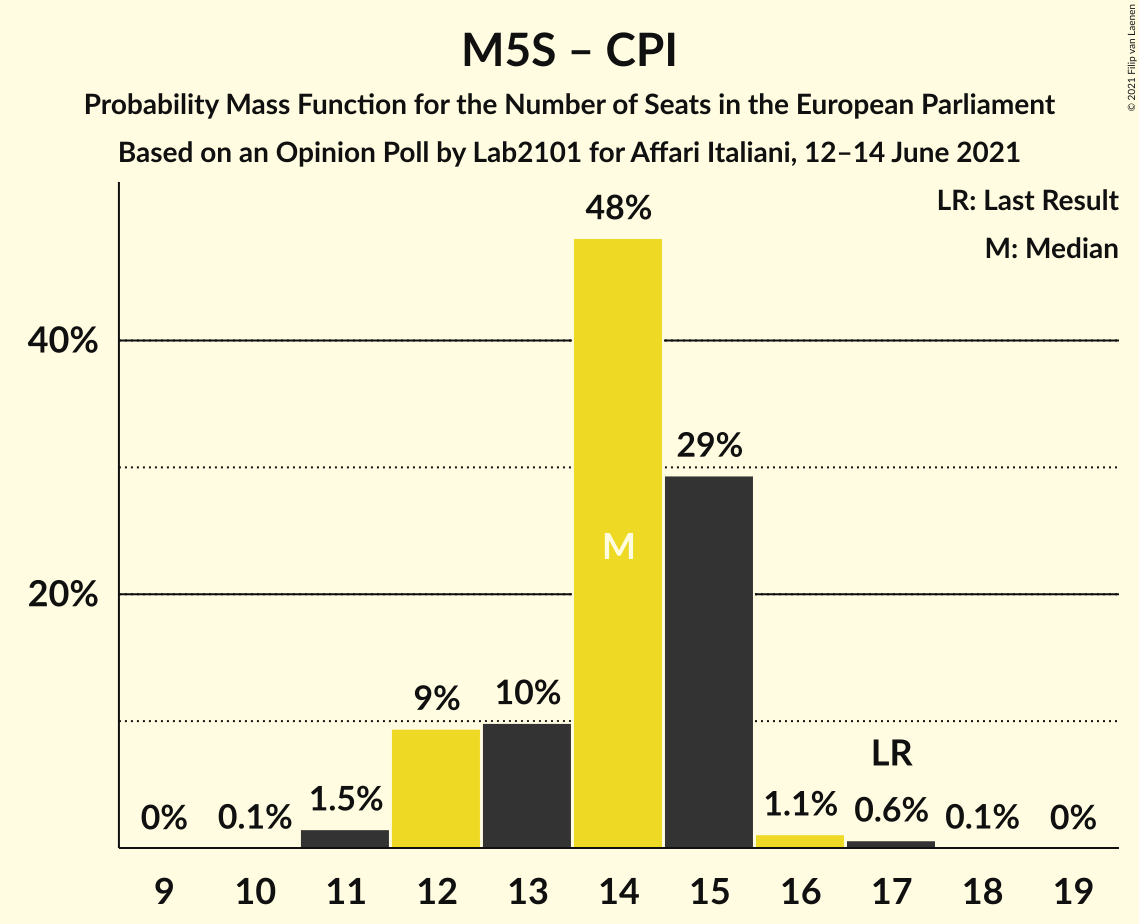 M5S – CPI
Probability Mass Function for the Number of Seats in the European Parliament
Based on an Opinion Poll by Lab2101 for Affari Italiani, 12–14 June 2021
© 2021 Filip van Laenen
LR: Last Result
M: Median
48%
40%
29%
M
20%
9%
10%
LR
0%
0.1%
1.5%
1.1%
0.6%
0.1%
0%
9 10 11 12 13 14 15 16 17 18 19